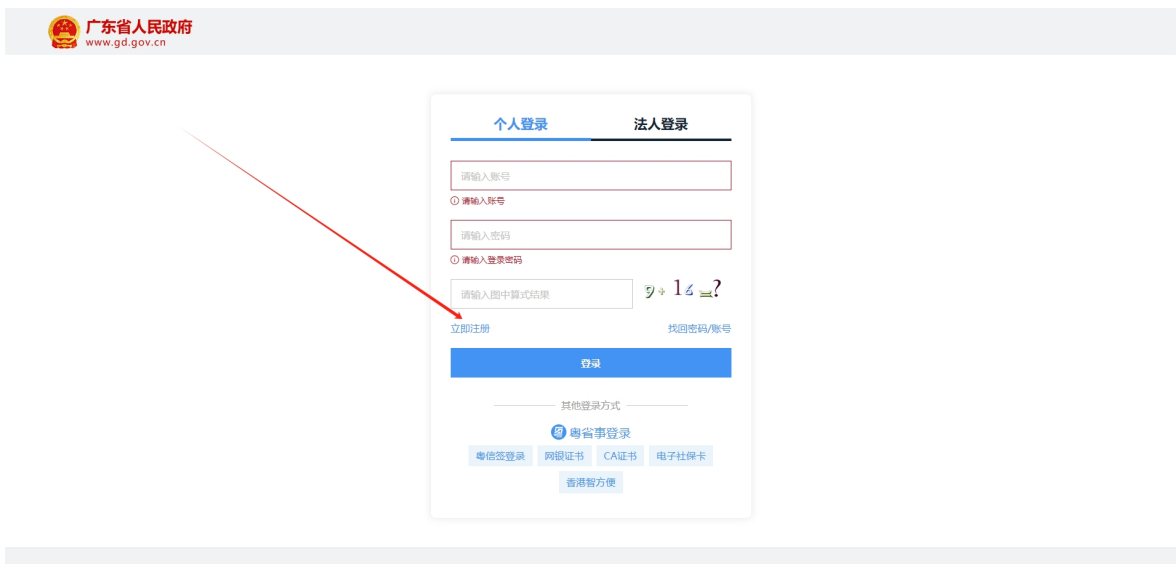 广东省人民政府
www.gd.gov.cn
个人登录 法人登录
请输入账号
请输入账号
请输入密码
请输入登录密码
请输入图中算式结果 9+16=?
立即注册 找回密码/账号
登录
其他登录方式
粤省事登录
粤信签登录 网银证书 CA证书 电子社保卡
香港智方便